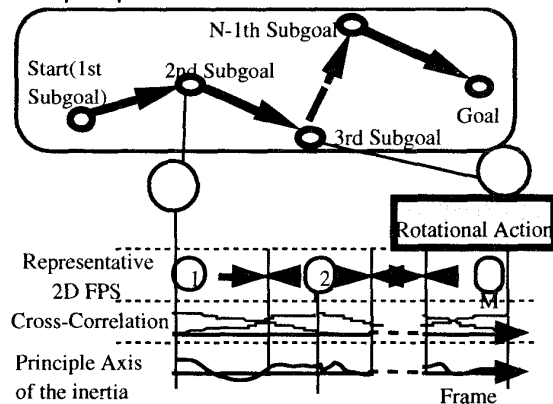 N-1th Subgoal
Start(1st
Subgoal)
2nd Subgoal
3rd Subgoal
Goal
Rotational Action
Representative
2D FPS
1
2
M
Cross-Correlation
Principle Axis
of the inertia
Frame